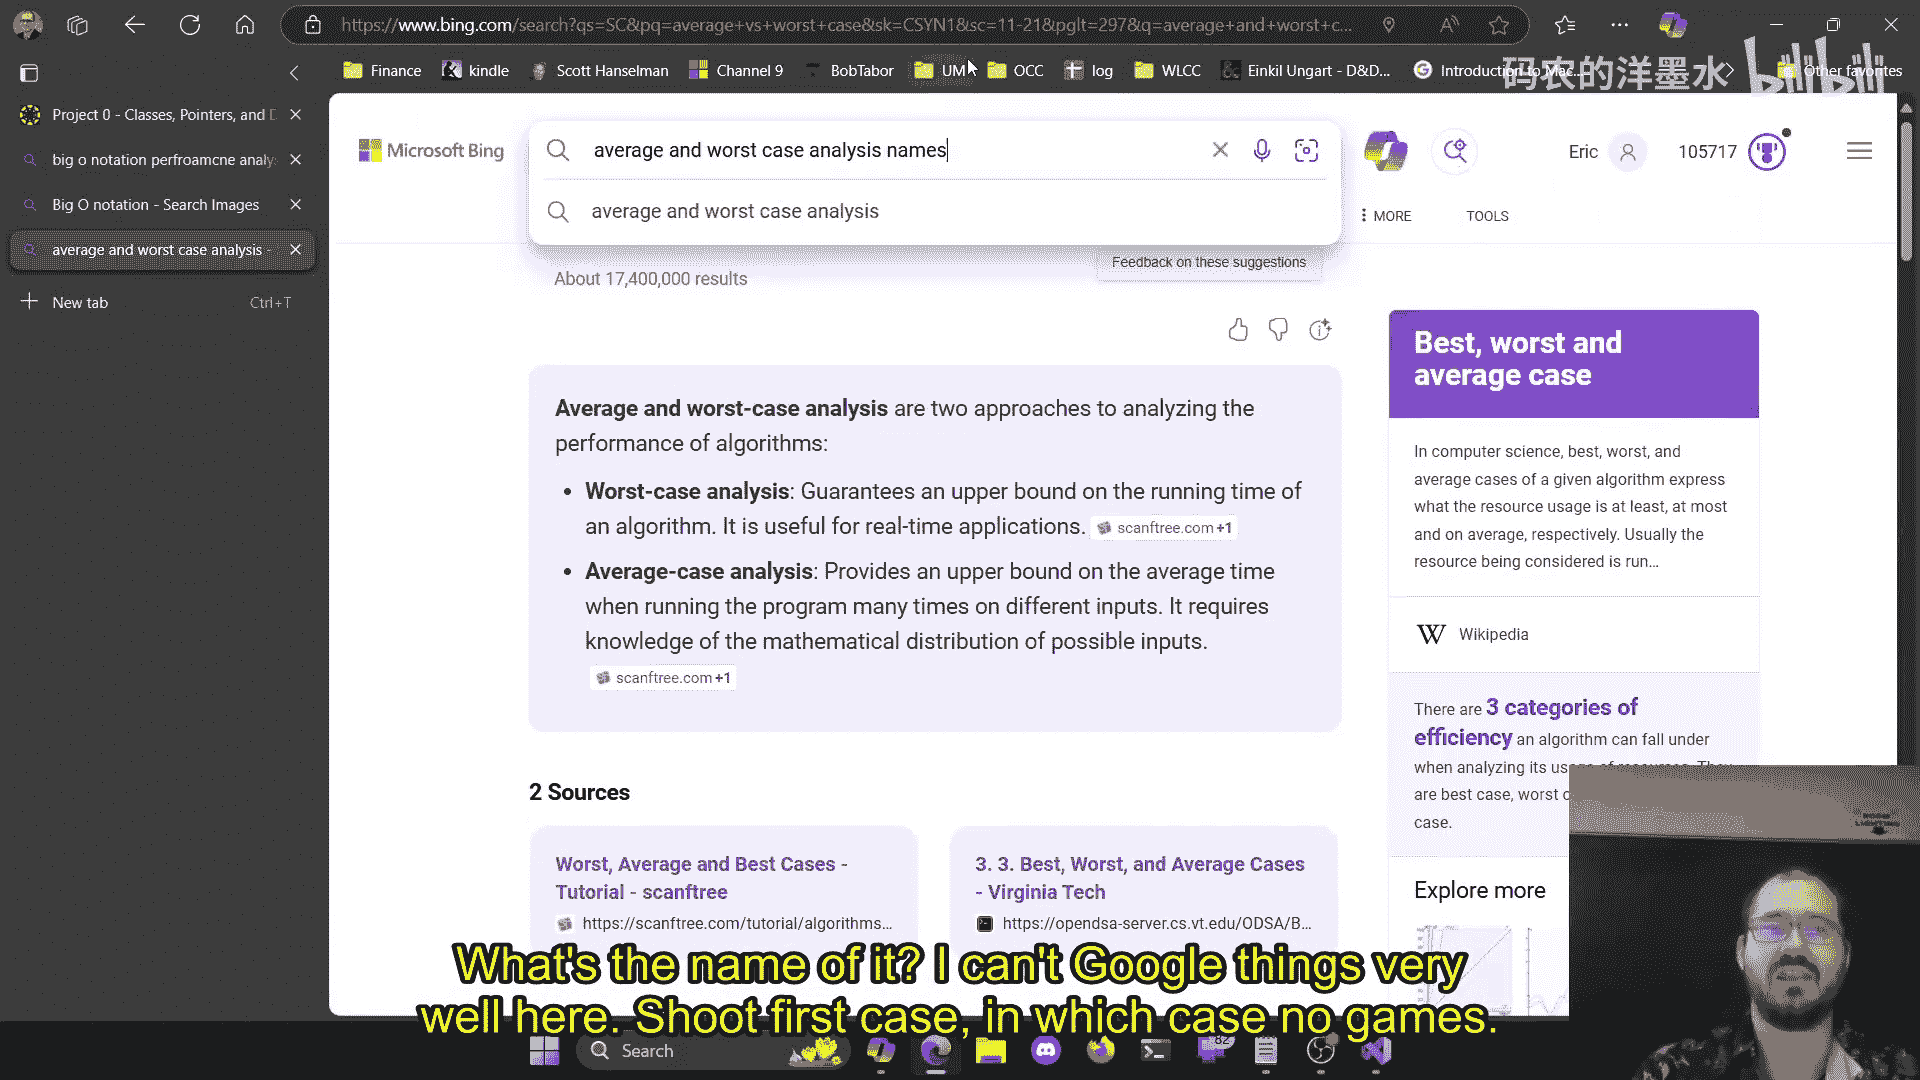 https://www.bing.com/search?qs=SC&pq=average+vs+worst+case&sk=CSYN1&sc=11-21&pglt=297&q=average+and+worst+c...
Finance
kindle
Scott Hanselman
Channel 9
BobTabor
UM
OCC
log
WLCC
Einkil Ungart - D&D...
Introduction to Mac...
Other favorites
码农的洋墨水
bilibili
Project 0 - Classes, Pointers, and D
big o notation perfroamcne analy
Big O notation - Search Images
average and worst case analysis -
New tab
Ctrl+T
Microsoft Bing
average and worst case analysis names
average and worst case analysis
Eric
105717
MORE
TOOLS
Feedback on these suggestions
About 17,400,000 results
Average and worst-case analysis are two approaches to analyzing the
performance of algorithms:
• Worst-case analysis: Guarantees an upper bound on the running time of
an algorithm. It is useful for real-time applications. scanftree.com +1
• Average-case analysis: Provides an upper bound on the average time
when running the program many times on different inputs. It requires
knowledge of the mathematical distribution of possible inputs.
scanftree.com +1
2 Sources
Worst, Average and Best Cases -
Tutorial - scanftree
https://scanftree.com/tutorial/algorithms...
3. 3. Best, Worst, and Average Cases
- Virginia Tech
https://opendsa-server.cs.vt.edu/ODSA/B...
Best, worst and
average case
In computer science, best, worst, and
average cases of a given algorithm express
what the resource usage is at least, at most
and on average, respectively. Usually the
resource being considered is run...
W Wikipedia
There are 3 categories of
efficiency an algorithm can fall under
when analyzing its usage of resources. They
are best case, worst c
case.
Explore more
What's the name of it? I can't Google things very
well here. Shoot first case, in which case no games.
Search
82